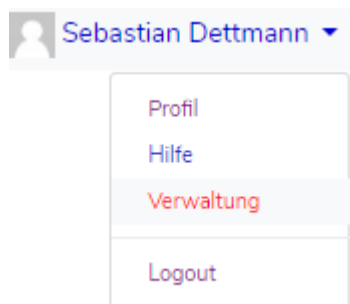 Sebastian Dettmann
Profil
Hilfe
Verwaltung
Logout